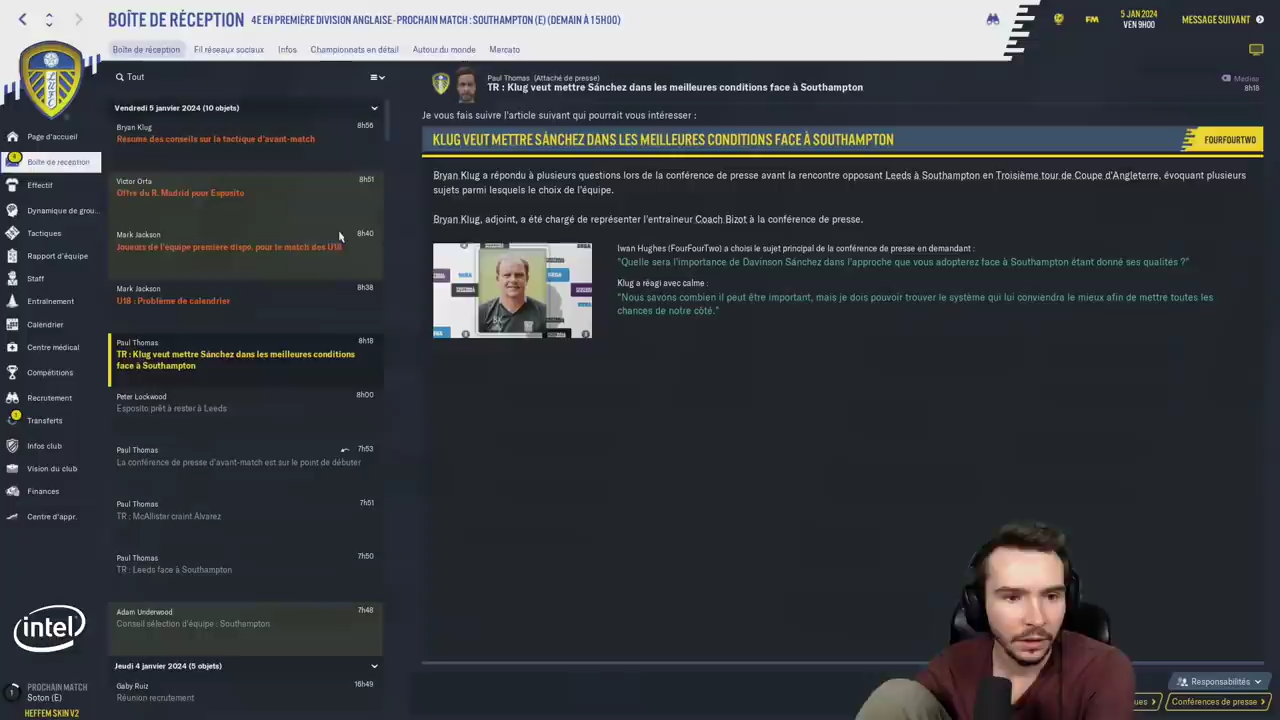 BOÎTE DE RÉCEPTION
4E EN PREMIÈRE DIVISION ANGLAISE - PROCHAIN MATCH : SOUTHAMPTON (E) (DEMAIN À 15H00)
FM
5 JAN 2024
VEN 9H00
MESSAGE SUIVANT
Boîte de réception
Fil réseaux sociaux
Infos
Championnats en détail
Autour du monde
Mercato
Page d'accueil
Boîte de réception
Effectif
Dynamique de grou...
Tactiques
Rapport d'équipe
Staff
Entraînement
Calendrier
Centre médical
Compétitions
Recrutement
1
Transferts
Infos club
Vision du club
Finances
Centre d'appr.
intel
1
PROCHAIN MATCH
Soton (E)
HEFFEM SKIN V2
Tout
Vendredi 5 janvier 2024 (10 objets)
Bryan Klug 8h56
Résumé des conseils sur la tactique d'avant-match
Victor Orta 8h51
Offre du R. Madrid pour Esposito
Mark Jackson 8h40
Joueurs de l'équipe première dispo. pour le match des U18
Mark Jackson 8h38
U18 : Problème de calendrier
Paul Thomas 8h18
TR : Klug veut mettre Sánchez dans les meilleures conditions
face à Southampton
Peter Lockwood 8h00
Esposito prêt à rester à Leeds
Paul Thomas 7h53
La conférence de presse d'avant-match est sur le point de débuter
Paul Thomas 7h51
TR : McAllister craint Álvarez
Paul Thomas 7h50
TR : Leeds face à Southampton
Adam Underwood 7h48
Conseil sélection d'équipe : Southampton
Jeudi 4 janvier 2024 (5 objets)
Gaby Ruiz 16h49
Réunion recrutement
Paul Thomas (Attaché de presse)
TR : Klug veut mettre Sánchez dans les meilleures conditions face à Southampton
Médias
8h18
Je vous fais suivre l'article suivant qui pourrait vous intéresser :
KLUG VEUT METTRE SÁNCHEZ DANS LES MEILLEURES CONDITIONS FACE À SOUTHAMPTON
FOURFOURTWO
Bryan Klug a répondu à plusieurs questions lors de la conférence de presse avant la rencontre opposant Leeds à Southampton en Troisième tour de Coupe d'Angleterre, évoquant plusieurs
sujets parmi lesquels le choix de l'équipe.
Bryan Klug, adjoint, a été chargé de représenter l'entraineur Coach Bizot à la conférence de presse.
Iwan Hughes (FourFourTwo) a choisi le sujet principal de la conférence de presse en demandant :
"Quelle sera l'importance de Davinson Sánchez dans l'approche que vous adopterez face à Southampton étant donné ses qualités ?"
Klug a réagi avec calme :
"Nous savons combien il peut être important, mais je dois pouvoir trouver le système qui lui conviendra le mieux afin de mettre toutes les
chances de notre côté."
Responsabilités
ues
Conférences de presse